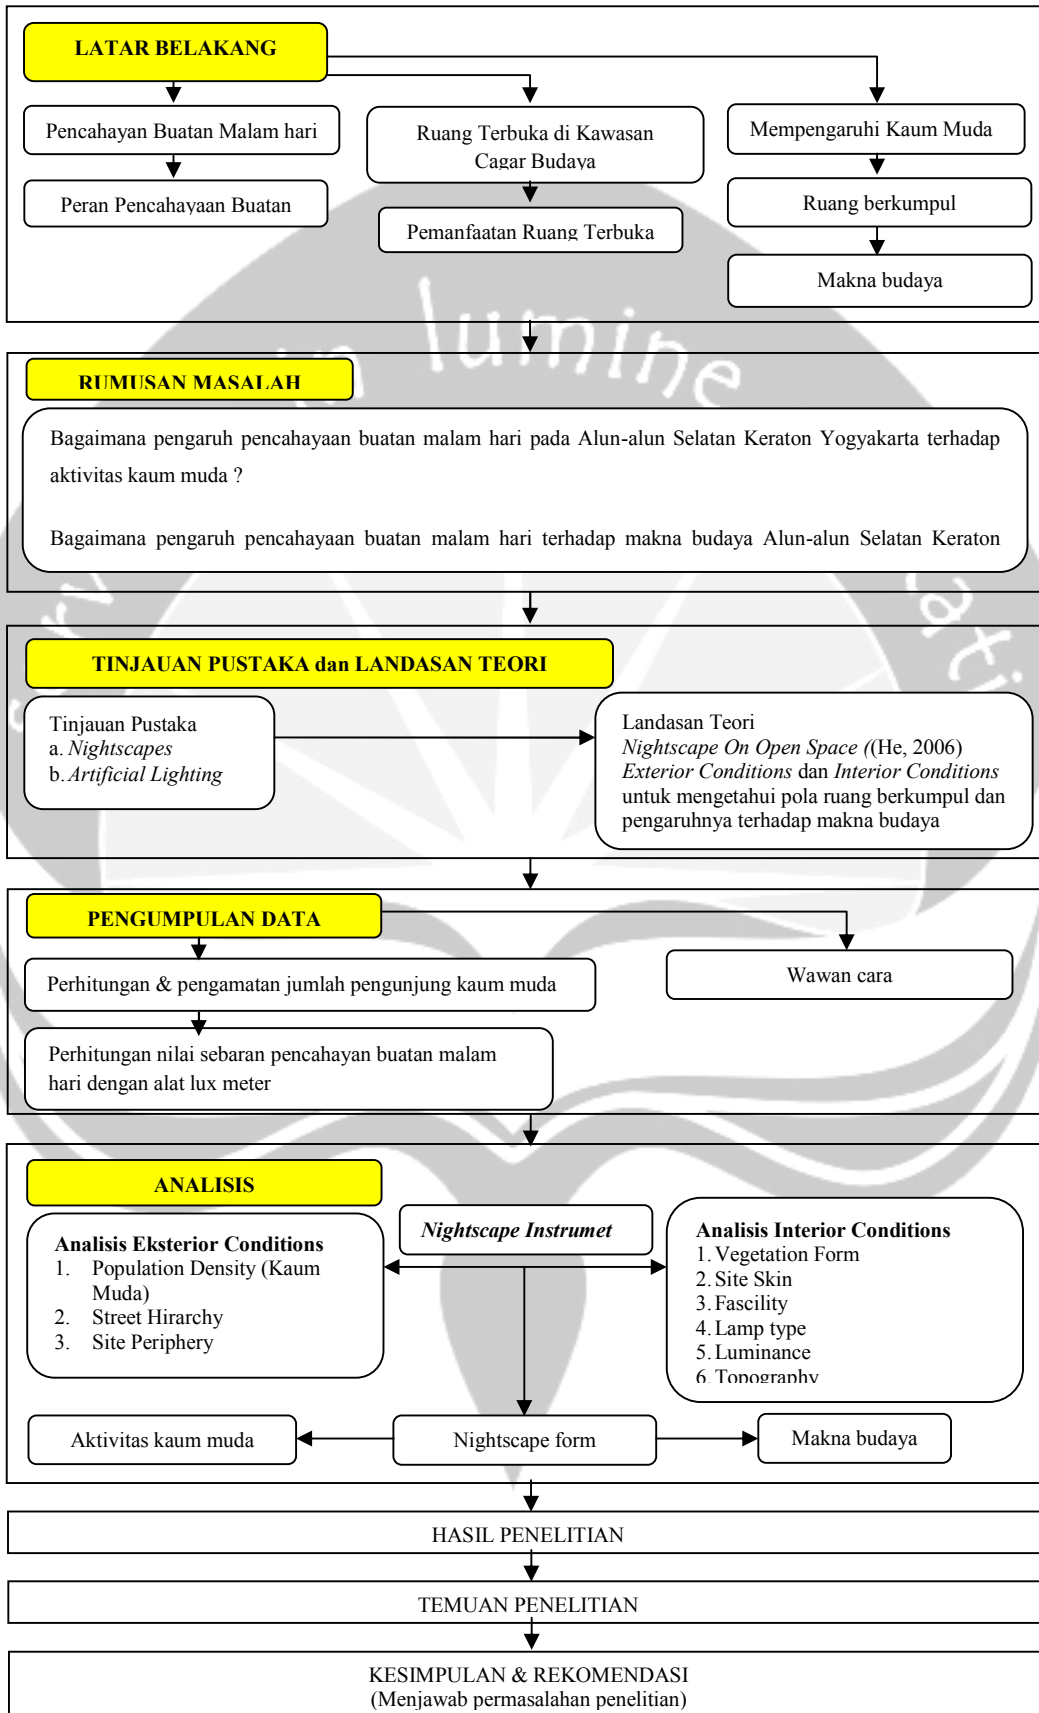 LATAR BELAKANG
Pencahayan Buatan Malam hari
Peran Pencahayaan Buatan
Ruang Terbuka di Kawasan
Cagar Budaya
Pemanfaatan Ruang Terbuka
Mempengaruhi Kaum Muda
Ruang berkumpul
Makna budaya
in lumine
RUMUSAN MASALAH
Bagaimana pengaruh pencahayaan buatan malam hari pada Alun-alun Selatan Keraton Yogyakarta terhadap
aktivitas kaum muda ?
Bagaimana pengaruh pencahayaan buatan malam hari terhadap makna budaya Alun-alun Selatan Keraton
TINJAUAN PUSTAKA dan LANDASAN TEORI
Tinjauan Pustaka
a. Nightscapes
b. Artificial Lighting
Landasan Teori
Nightscape On Open Space ((He, 2006)
Exterior Conditions dan Interior Conditions
untuk mengetahui pola ruang berkumpul dan
pengaruhnya terhadap makna budaya
PENGUMPULAN DATA
Perhitungan & pengamatan jumlah pengunjung kaum muda
Perhitungan nilai sebaran pencahayan buatan malam
hari dengan alat lux meter
Wawan cara
ANALISIS
Analisis Eksterior Conditions
1. Population Density (Kaum
Muda)
2. Street Hirarchy
3. Site Periphery
Nightscape Instrumet
Analisis Interior Conditions
1. Vegetation Form
2. Site Skin
3. Fascility
4. Lamp type
5. Luminance
6. Topography
Aktivitas kaum muda
Nightscape form
Makna budaya
HASIL PENELITIAN
TEMUAN PENELITIAN
KESIMPULAN & REKOMENDASI
(Menjawab permasalahan penelitian)